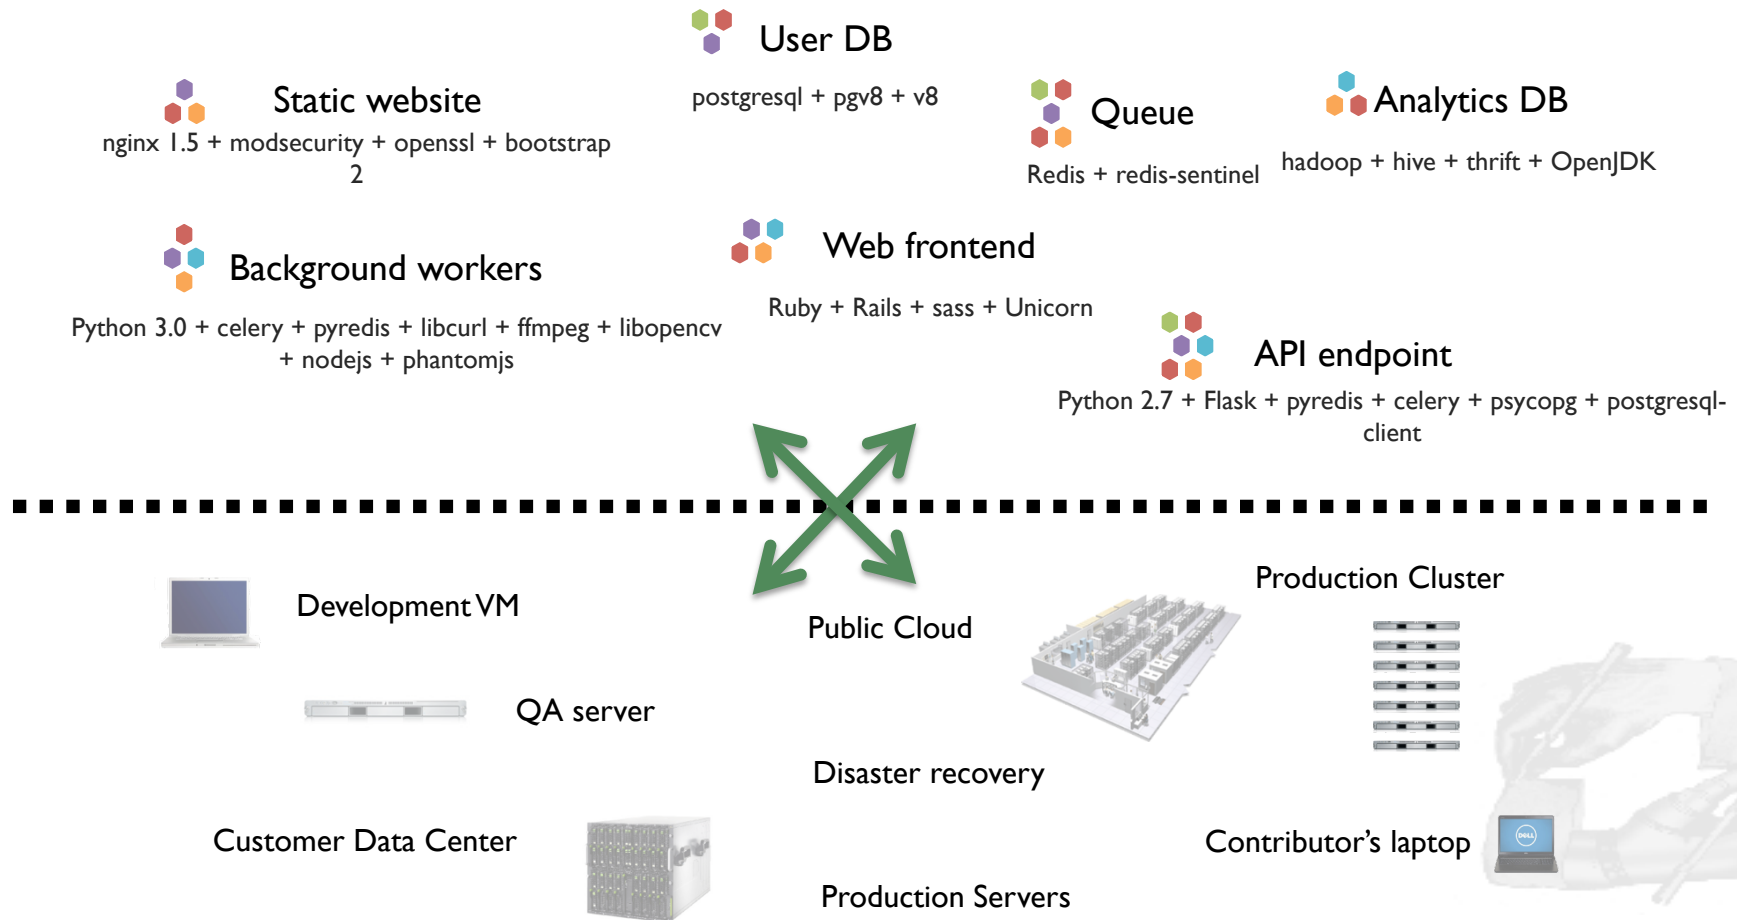 User DB
postgresql + pgv8 + v8
Static website
nginx 1.5 + modsecurity + openssl + bootstrap
2
Queue
Redis + redis-sentinel
Analytics DB
hadoop + hive + thrift + OpenJDK
Background workers
Python 3.0 + celery + pyredis + libcurl + ffmpeg + libopencv
+ nodejs + phantomjs
Web frontend
Ruby + Rails + sass + Unicorn
API endpoint
Python 2.7 + Flask + pyredis + celery + psycopg + postgresql-
client
Development VM
Public Cloud
Production Cluster
QA server
Disaster recovery
Customer Data Center
Contributor’s laptop
DELL
Production Servers